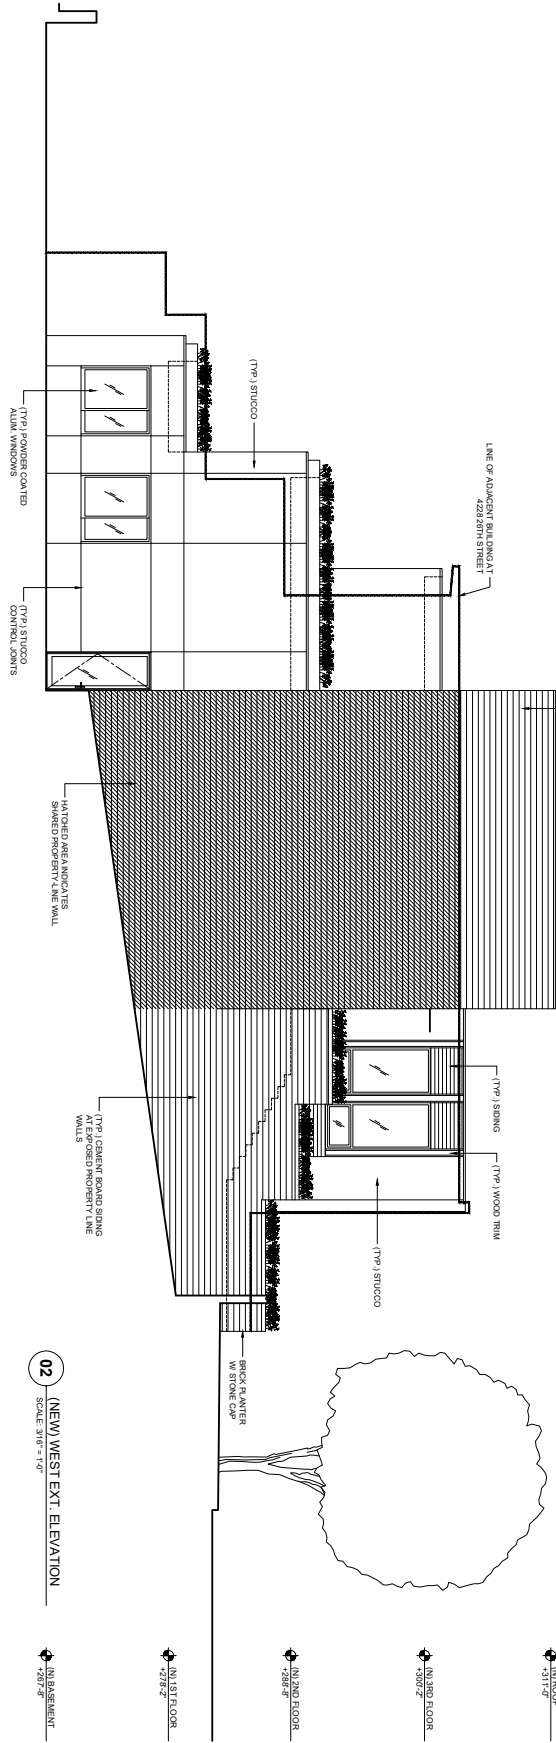 LINE OF ADJACENT BUILDING AT
4228 26TH STREET
(TYP.) STUCCO
(TYP.) POWDER COATED
ALUM. WINDOWS
(TYP.) STUCCO
CONTROL JOINTS
HATCHED AREA INDICATES
SHARED PROPERTY-LINE WALL
(TYP.) SIDING
(TYP.) WOOD TRIM
(TYP.) STUCCO
(TYP.) CEMENT BOARD SIDING
AT EXPOSED PROPERTY LINE
WALLS
BRICK PLANTER
W/ STONE CAP
(N) ROOF
+311'-0"
(N) 3RD FLOOR
+300'-2"
(N) 2ND FLOOR
+288'-8"
(N) 1ST FLOOR
+278'-2"
(N) BASEMENT
+267'-8"
02
(NEW) WEST EXT. ELEVATION
SCALE: 3/16" = 1'-0"